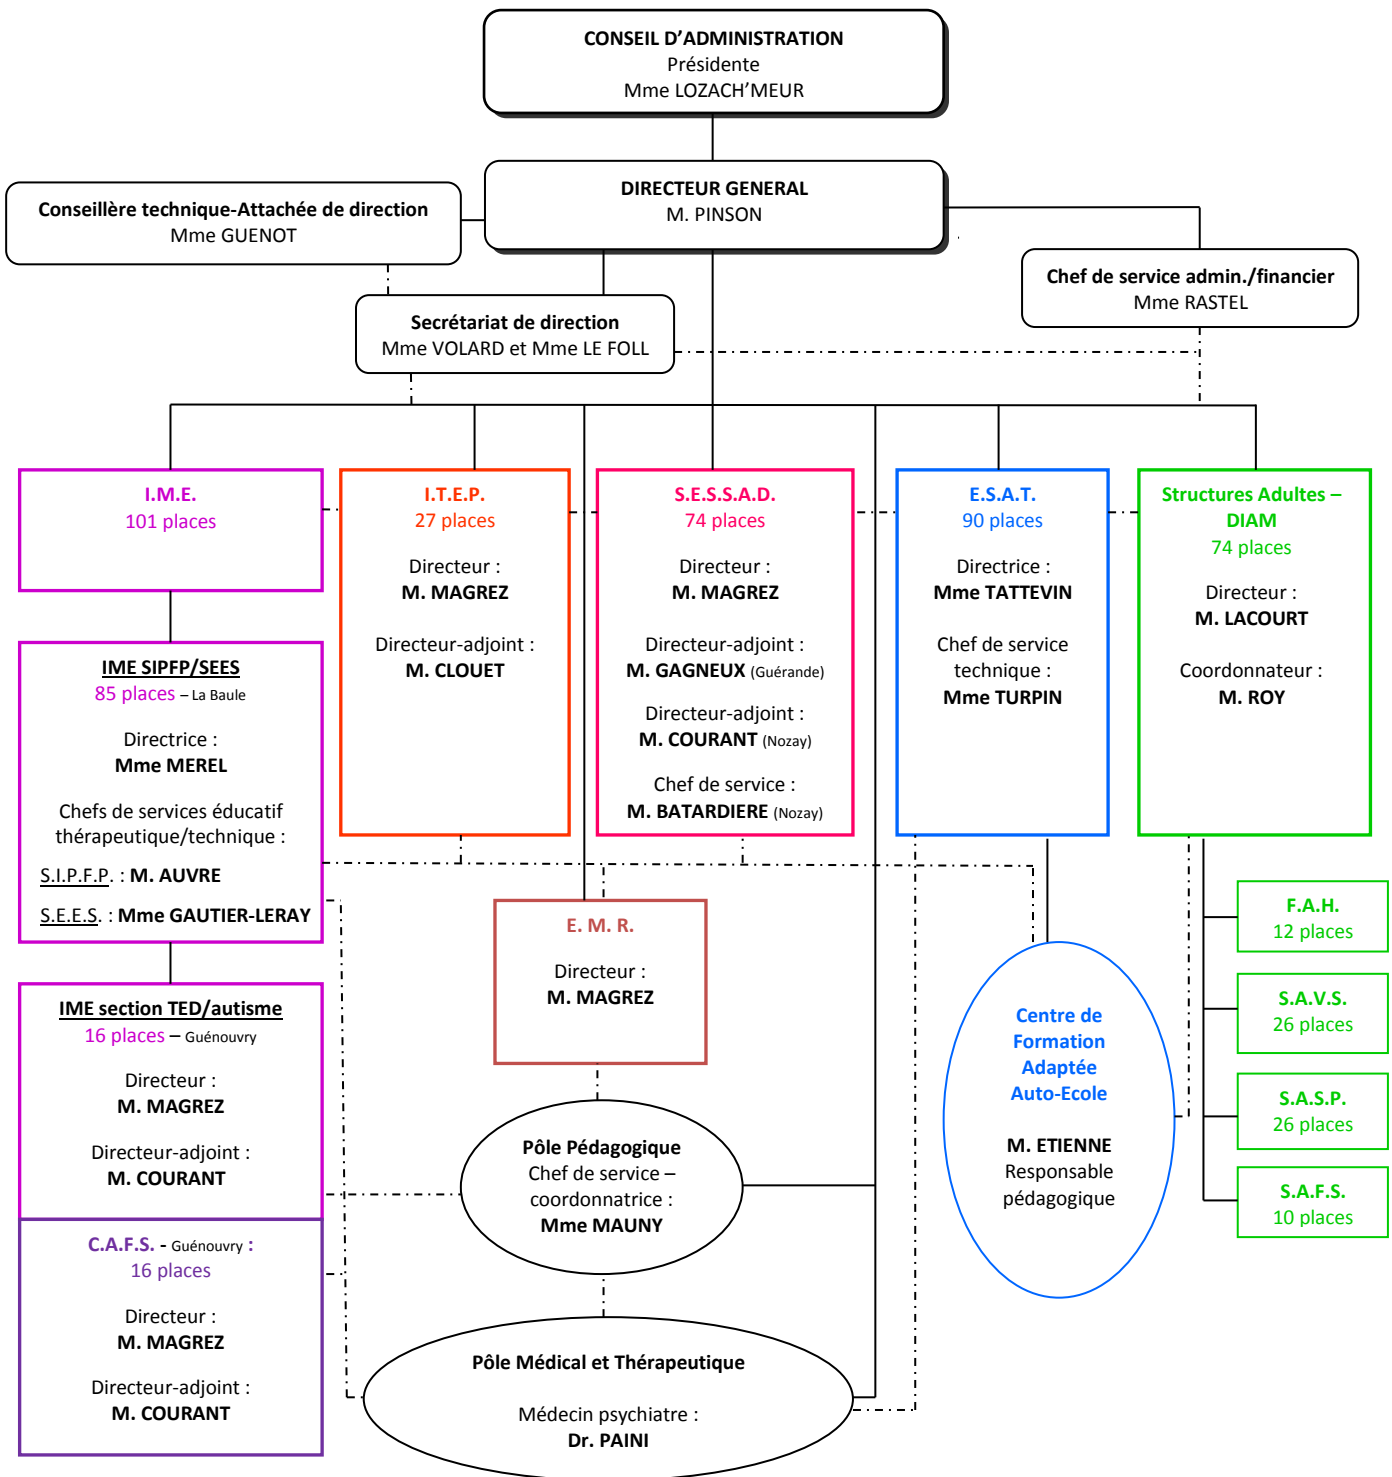 CONSEIL D’ADMINISTRATION
Présidente
Mme LOZACH’MEUR
DIRECTEUR GENERAL
M. PINSON
Conseillère technique-Attachée de direction
Mme GUENOT
Chef de service admin./financier
Mme RASTEL
Secrétariat de direction
Mme VOLARD et Mme LE FOLL
I.M.E.
101 places
I.T.E.P.
27 places
Directeur :
M. MAGREZ
Directeur-adjoint :
M. CLOUET
S.E.S.S.A.D.
74 places
Directeur :
M. MAGREZ
Directeur-adjoint :
M. GAGNEUX (Guérande)
Directeur-adjoint :
M. COURANT (Nozay)
Chef de service :
M. BATARDIERE (Nozay)
E.S.A.T.
90 places
Directrice :
Mme TATTEVIN
Chef de service
technique :
Mme TURPIN
Structures Adultes –
DIAM
74 places
Directeur :
M. LACOURT
Coordonnateur :
M. ROY
IME SIPFP/SEES
85 places – La Baule
Directrice :
Mme MEREL
Chefs de services éducatif
thérapeutique/technique :
S.I.P.F.P. : M. AUVRE
S.E.E.S. : Mme GAUTIER-LERAY
E. M. R.
Directeur :
M. MAGREZ
F.A.H.
12 places
S.A.V.S.
26 places
S.A.S.P.
26 places
S.A.F.S.
10 places
IME section TED/autisme
16 places – Guénouvry
Directeur :
M. MAGREZ
Directeur-adjoint :
M. COURANT
Centre de
Formation
Adaptée
Auto-Ecole
M. ETIENNE
Responsable
pédagogique
Pôle Pédagogique
Chef de service –
coordonnatrice :
Mme MAUNY
C.A.F.S. - Guénouvry :
16 places
Directeur :
M. MAGREZ
Directeur-adjoint :
M. COURANT
Pôle Médical et Thérapeutique
Médecin psychiatre :
Dr. PAINI